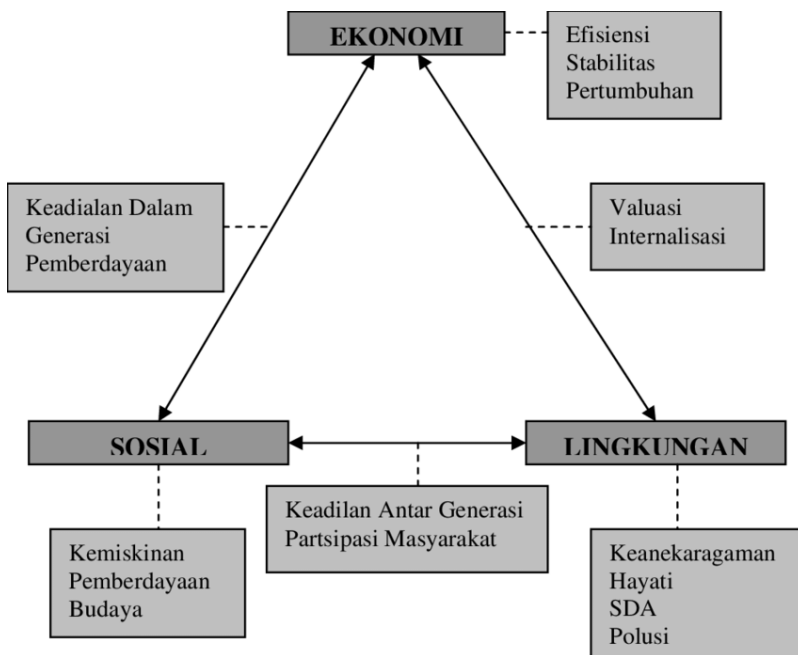 EKONOMI
Efisiensi
Stabilitas
Pertumbuhan
Keadialan Dalam
Generasi
Pemberdayaan
Valuasi
Internalisasi
SOSIAL
LINGKUNGAN
Keadilan Antar Generasi
Partsipasi Masyarakat
Kemiskinan
Pemberdayaan
Budaya
Keanekaragaman
Hayati
SDA
Polusi